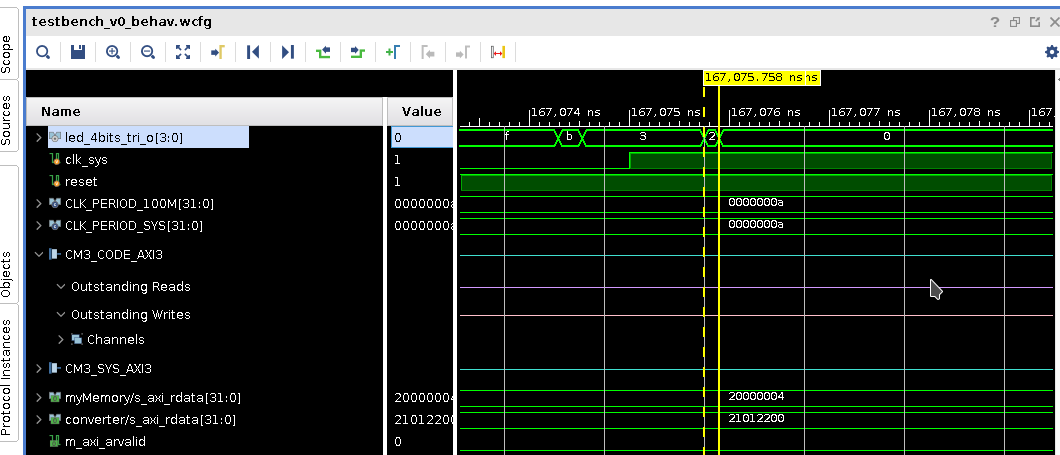 testbench_v0_behav.wcfg
Scope
Sources
Objects
Protocol Instances
167,075.758 ns
167,074 ns 167,075 ns 167,076 ns 167,077 ns 167,078 ns 167,
Name Value
led_4bits_tri_o[3:0] 0 f b 3 2 0
clk_sys 1
reset 1
CLK_PERIOD_100M[31:0] 0000000a 0000000a
CLK_PERIOD_SYS[31:0] 0000000a 0000000a
CM3_CODE_AXI3
Outstanding Reads
Outstanding Writes
Channels
CM3_SYS_AXI3
myMemory/s_axi_rdata[31:0] 20000004 20000004
converter/s_axi_rdata[31:0] 21012200 21012200
m_axi_arvalid 0